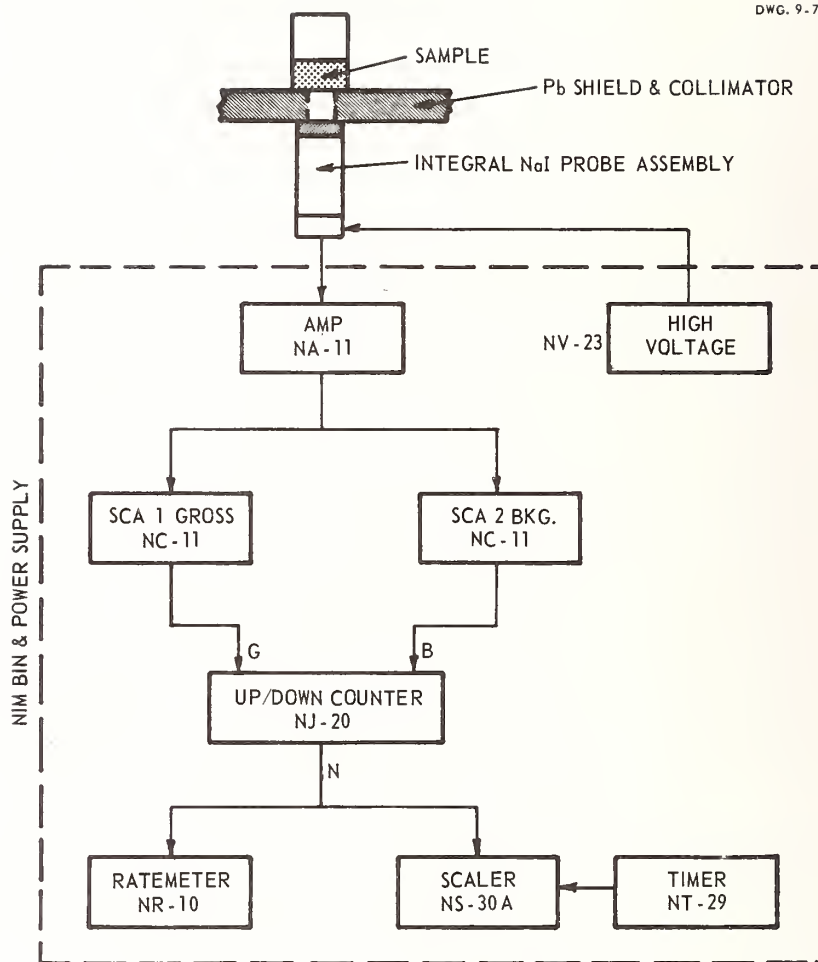 DWG. 9-7
SAMPLE
Pb SHIELD & COLLIMATOR
INTEGRAL NaI PROBE ASSEMBLY
AMP
NA-11
NV-23
HIGH
VOLTAGE
SCA 1 GROSS
NC-11
SCA 2 BKG.
NC-11
NIM BIN & POWER SUPPLY
G
B
UP/DOWN COUNTER
NJ-20
N
RATEMETER
NR-10
SCALER
NS-30A
TIMER
NT-29